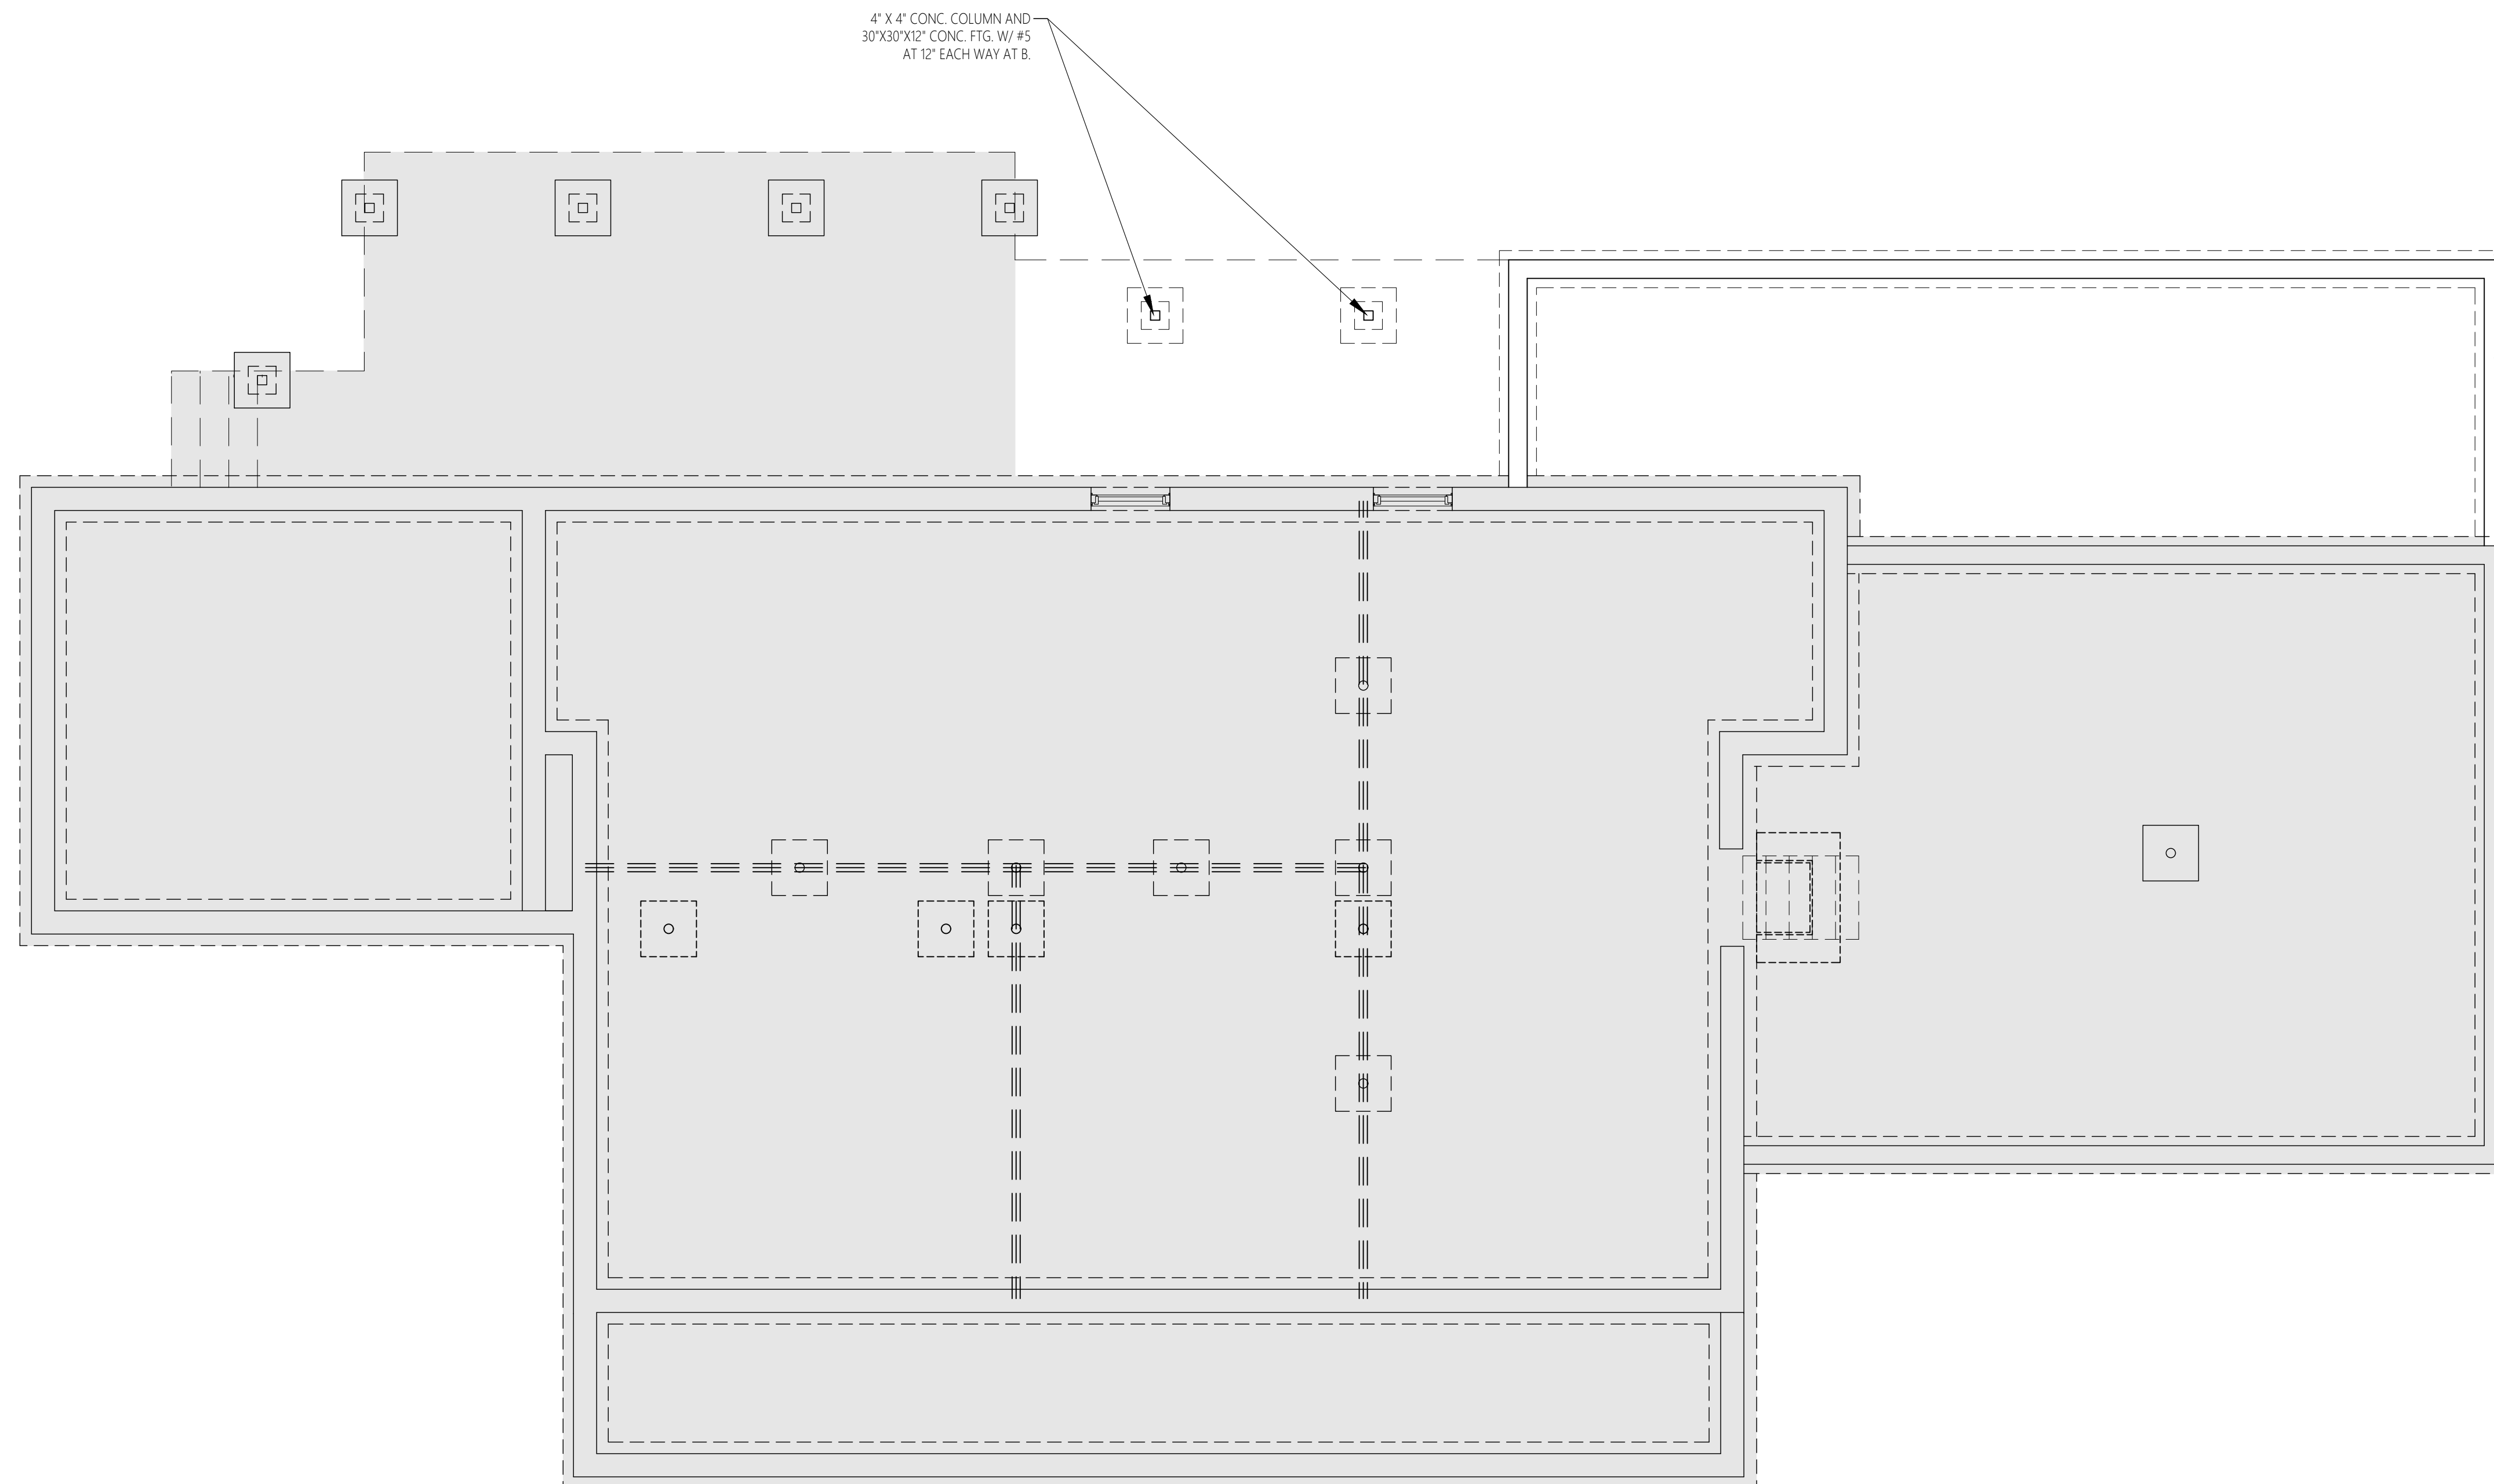 4" X 4" CONC. COLUMN AND
30"X30"X12" CONC. FTG. W/ #5
AT 12" EACH WAY AT B.